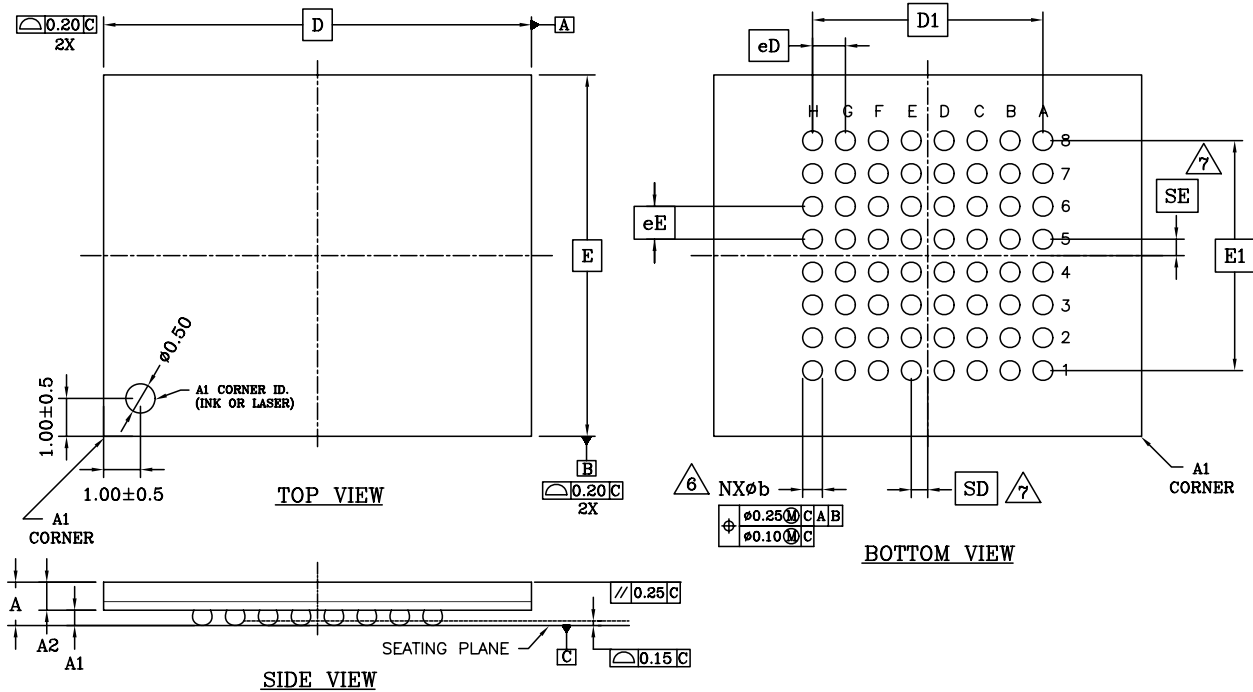 ⌓ 0.20 C
2X
D
A
E
ø0.50
A1 CORNER ID.
(INK OR LASER)
1.00±0.5
1.00±0.5
A1
CORNER
TOP VIEW
B
⌓ 0.20 C
2X
D1
eD
H G F E D C B A
8
7
6
5
4
3
2
1
eE
7
SE
E1
6 NXøb
⌖ ø0.25Ⓜ C A B
ø0.10Ⓜ C
SD 7
A1
CORNER
BOTTOM VIEW
A
A2
A1
// 0.25 C
SEATING PLANE
C
⌓ 0.15 C
SIDE VIEW